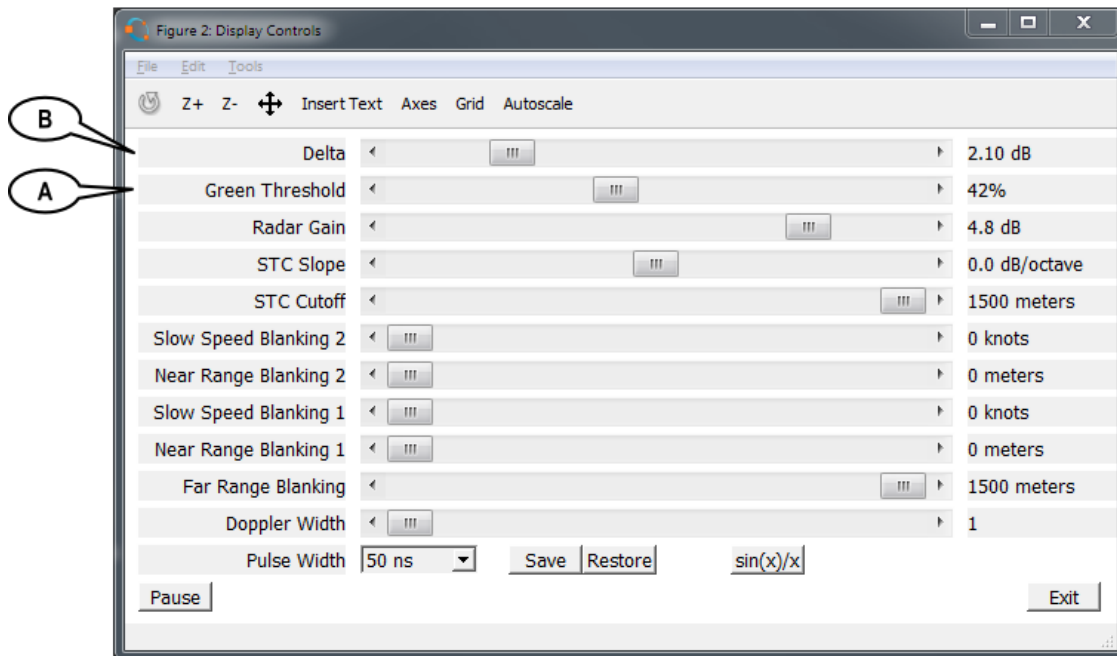 Figure 2: Display Controls
File Edit Tools
Z+ Z- Insert Text Axes Grid Autoscale
B
Delta 2.10 dB
A
Green Threshold 42%
Radar Gain 4.8 dB
STC Slope 0.0 dB/octave
STC Cutoff 1500 meters
Slow Speed Blanking 2 0 knots
Near Range Blanking 2 0 meters
Slow Speed Blanking 1 0 knots
Near Range Blanking 1 0 meters
Far Range Blanking 1500 meters
Doppler Width 1
Pulse Width 50 ns Save Restore sin(x)/x
Pause Exit